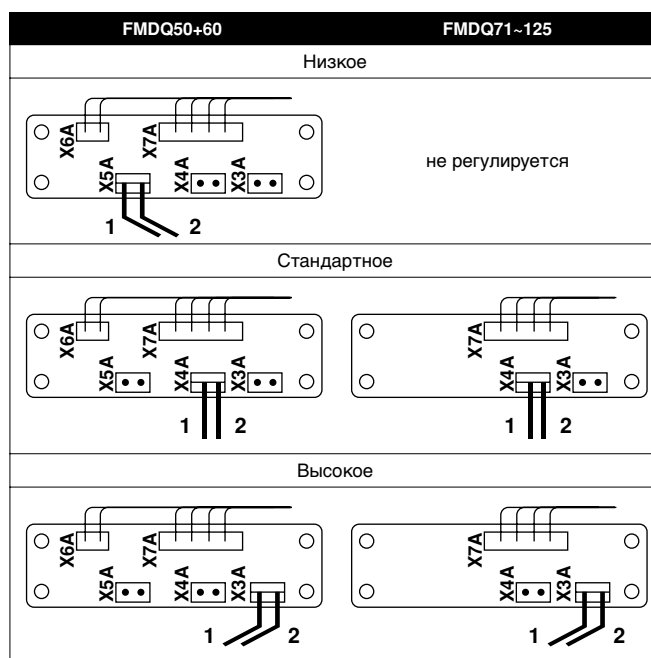 FMDQ50+60 FMDQ71~125
Низкое
X6A X7A
не регулируется
X5A X4A X3A
1 2
Стандартное
X6A X7A X7A
X5A X4A X3A X4A X3A
1 2 1 2
Высокое
X6A X7A X7A
X5A X4A X3A X4A X3A
1 2 1 2